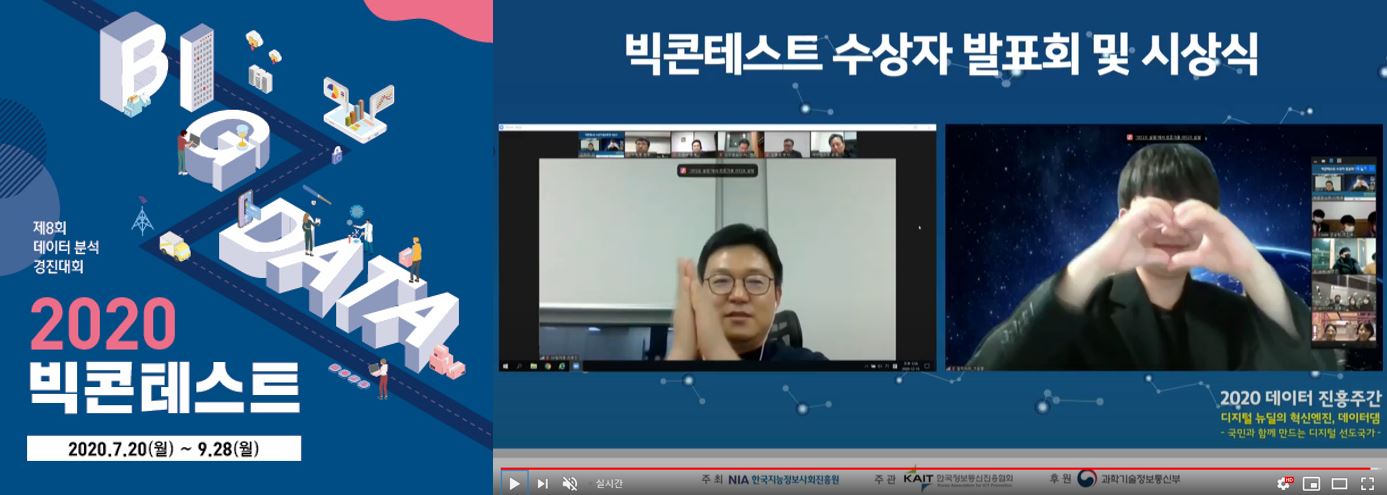 BIG
DATA
제8회
데이터 분석
경진대회
2020
빅콘테스트
2020.7.20(월) ~ 9.28(월)
빅콘테스트 수상자 발표회 및 시상식
2020 데이터 진흥주간
디지털 뉴딜의 혁신엔진, 데이터댐
- 국민과 함께 만드는 디지털 선도국가 -
주 최 NIA 한국지능정보사회진흥원 주 관 KAIT 한국정보통신진흥협회 후 원 과학기술정보통신부
실시간
HD